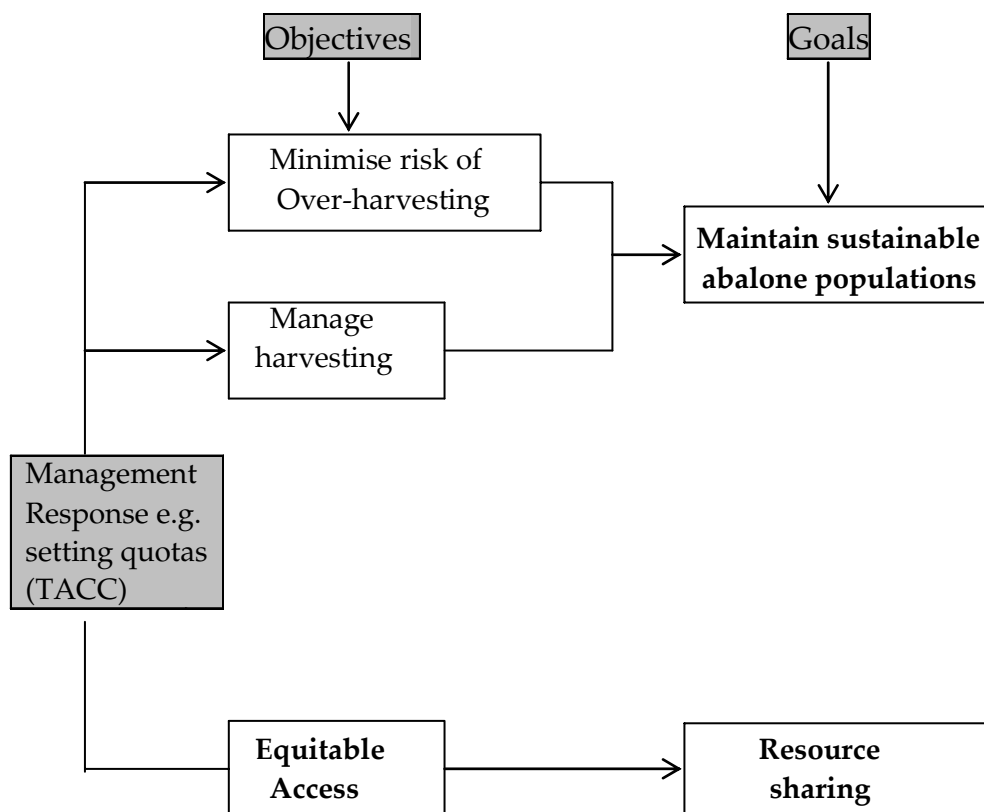 Objectives
Goals
Minimise risk of
Over-harvesting
Maintain sustainable
abalone populations
Manage
harvesting
Management
Response e.g.
setting quotas
(TACC)
Equitable
Access
Resource
sharing